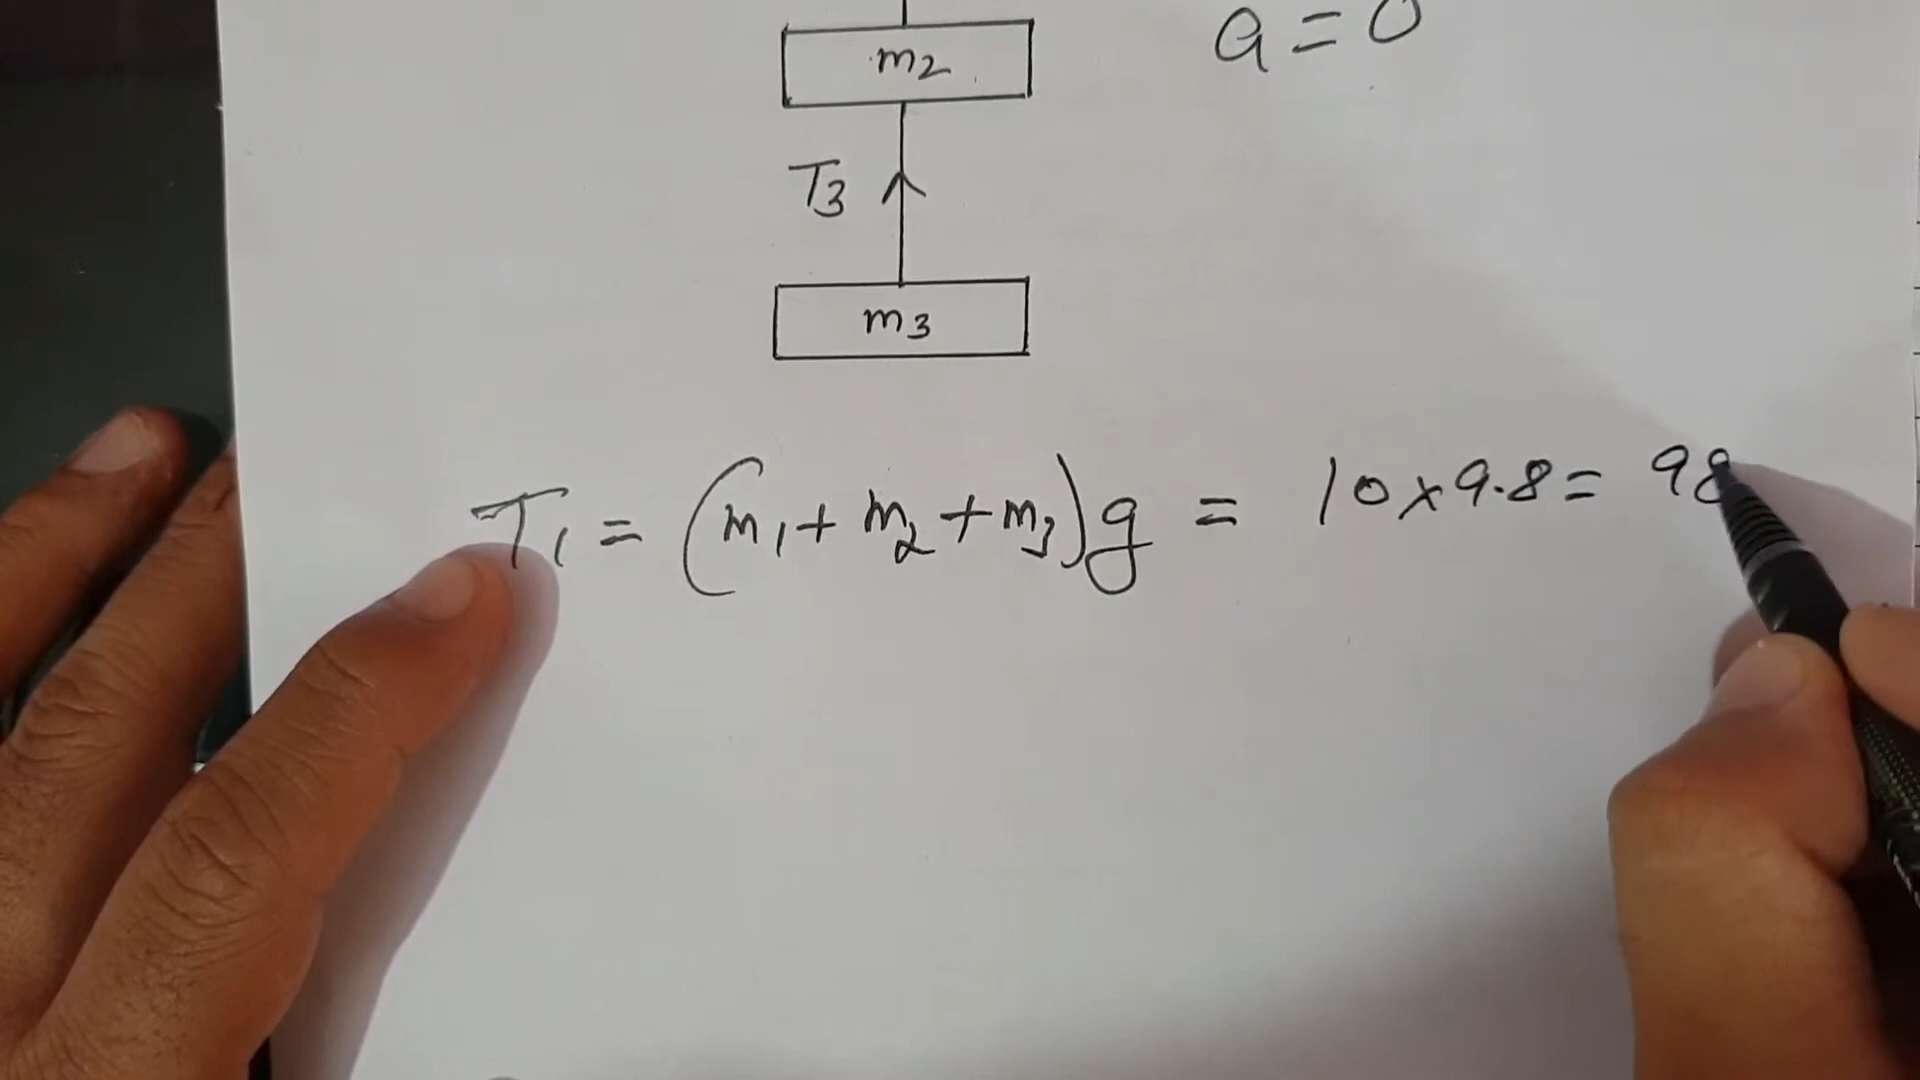 a = 0
m2
T3
m3
T1 = (m1 + m2 + m3)g = 10 x 9.8 = 98